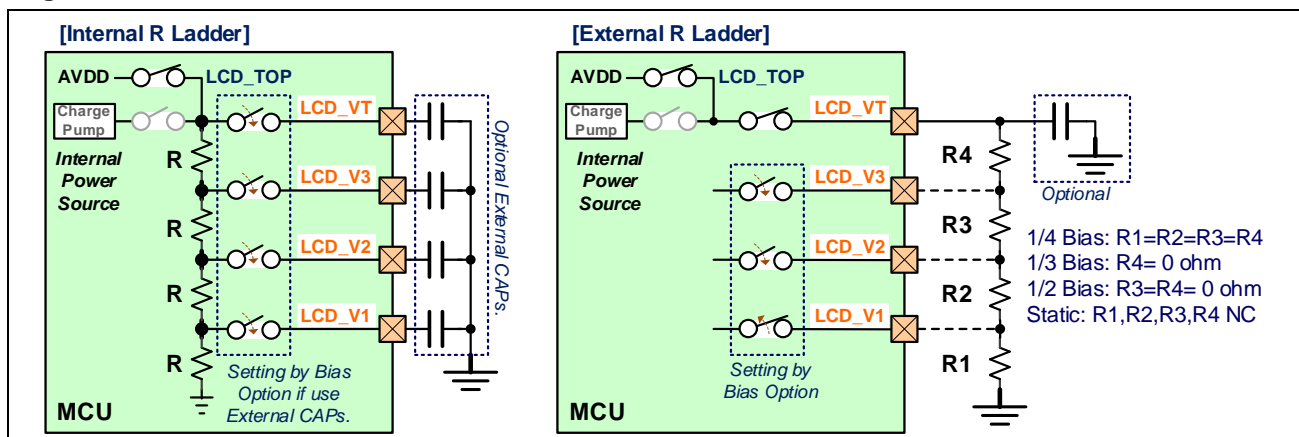 [Internal R Ladder]
AVDD
LCD_TOP
Charge
Pump
Internal
Power
Source
R
R
R
R
LCD_VT
LCD_V3
LCD_V2
LCD_V1
Optional External CAPs.
Setting by Bias
Option if use
External CAPs.
MCU
[External R Ladder]
AVDD
LCD_TOP
Charge
Pump
Internal
Power
Source
LCD_VT
LCD_V3
LCD_V2
LCD_V1
Setting by
Bias Option
MCU
R4
R3
R2
R1
Optional
1/4 Bias: R1=R2=R3=R4
1/3 Bias: R4= 0 ohm
1/2 Bias: R3=R4= 0 ohm
Static: R1,R2,R3,R4 NC